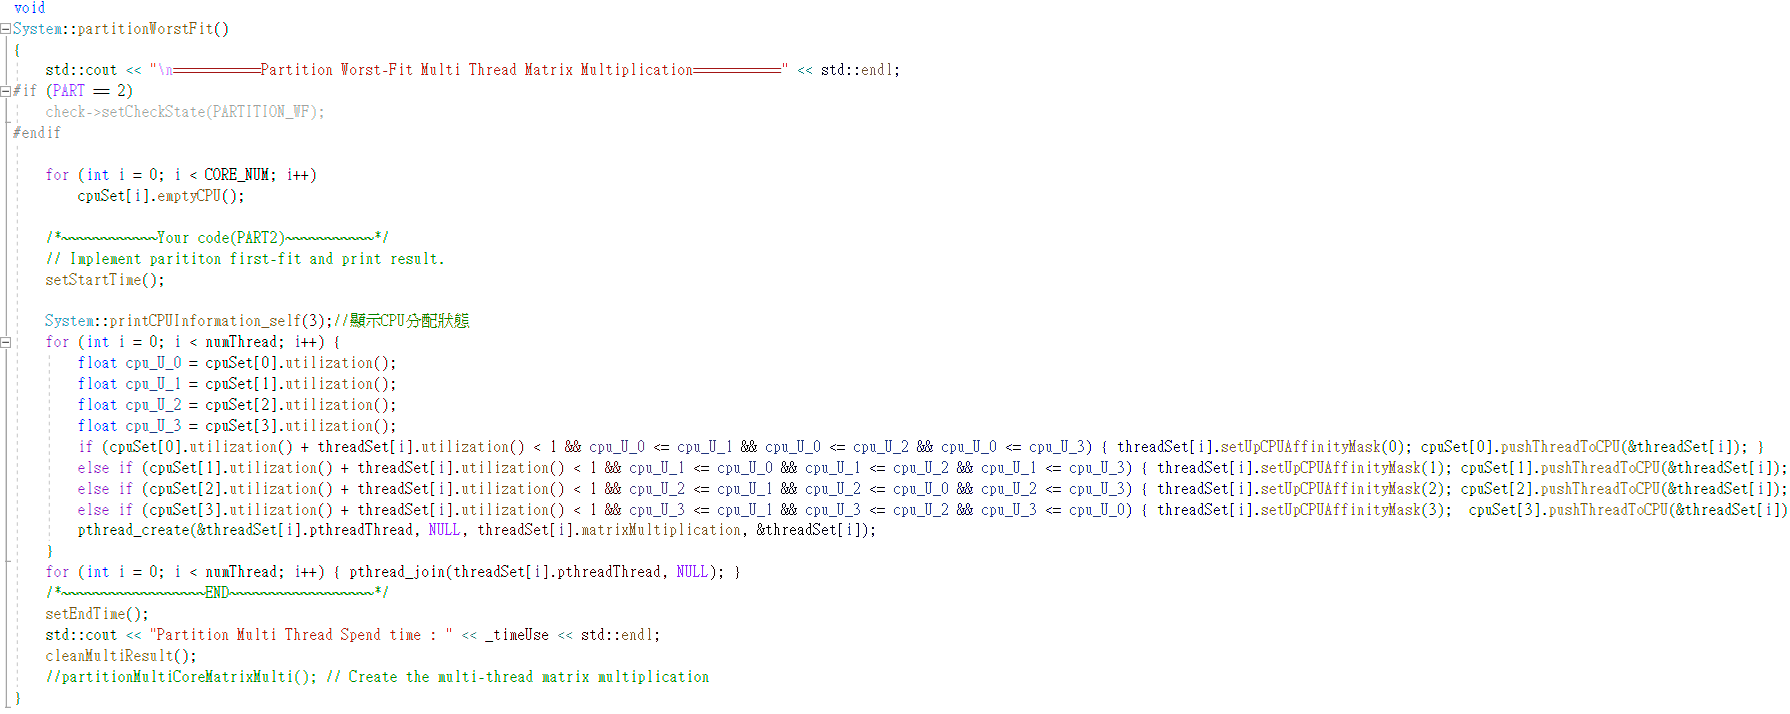 void
System::partitionWorstFit()
{
std::cout << "\n===========Partition Worst-Fit Multi Thread Matrix Multiplication===========" << std::endl;
#if (PART == 2)
check->setCheckState(PARTITION_WF);
#endif
for (int i = 0; i < CORE_NUM; i++)
cpuSet[i].emptyCPU();
/*~~~~~~~~~~~~Your code(PART2)~~~~~~~~~~~*/
// Implement parititon first-fit and print result.
setStartTime();
System::printCPUInformation_self(3);//顯示CPU分配狀態
for (int i = 0; i < numThread; i++) {
float cpu_U_0 = cpuSet[0].utilization();
float cpu_U_1 = cpuSet[1].utilization();
float cpu_U_2 = cpuSet[2].utilization();
float cpu_U_3 = cpuSet[3].utilization();
if (cpuSet[0].utilization() + threadSet[i].utilization() < 1 && cpu_U_0 <= cpu_U_1 && cpu_U_0 <= cpu_U_2 && cpu_U_0 <= cpu_U_3) { threadSet[i].setUpCPUAffinityMask(0); cpuSet[0].pushThreadToCPU(&threadSet[i]); }
else if (cpuSet[1].utilization() + threadSet[i].utilization() < 1 && cpu_U_1 <= cpu_U_0 && cpu_U_1 <= cpu_U_2 && cpu_U_1 <= cpu_U_3) { threadSet[i].setUpCPUAffinityMask(1); cpuSet[1].pushThreadToCPU(&threadSet[i]);
else if (cpuSet[2].utilization() + threadSet[i].utilization() < 1 && cpu_U_2 <= cpu_U_1 && cpu_U_2 <= cpu_U_0 && cpu_U_2 <= cpu_U_3) { threadSet[i].setUpCPUAffinityMask(2); cpuSet[2].pushThreadToCPU(&threadSet[i]);
else if (cpuSet[3].utilization() + threadSet[i].utilization() < 1 && cpu_U_3 <= cpu_U_1 && cpu_U_3 <= cpu_U_2 && cpu_U_3 <= cpu_U_0) { threadSet[i].setUpCPUAffinityMask(3);  cpuSet[3].pushThreadToCPU(&threadSet[i])
pthread_create(&threadSet[i].pthreadThread, NULL, threadSet[i].matrixMultiplication, &threadSet[i]);
}
for (int i = 0; i < numThread; i++) { pthread_join(threadSet[i].pthreadThread, NULL); }
/*~~~~~~~~~~~~~~~~~~END~~~~~~~~~~~~~~~~~~*/
setEndTime();
std::cout << "Partition Multi Thread Spend time : " << _timeUse << std::endl;
cleanMultiResult();
//partitionMultiCoreMatrixMulti(); // Create the multi-thread matrix multiplication
}